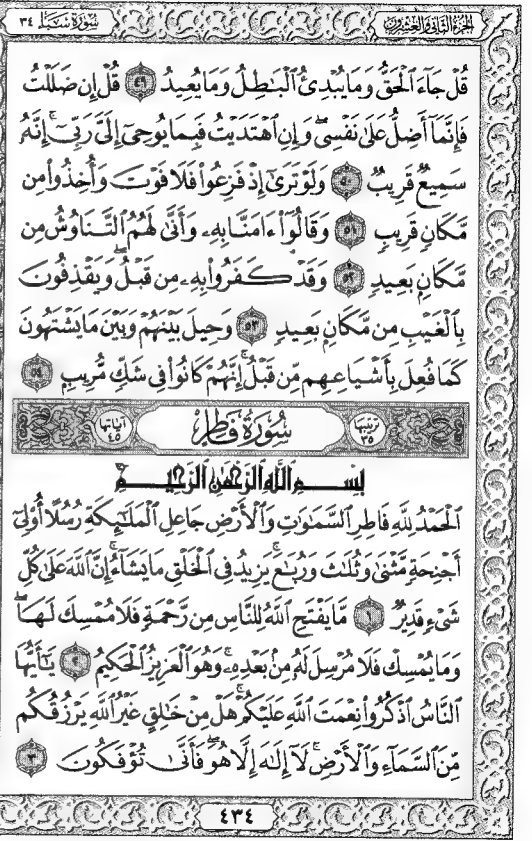 الجزء الثاني والعشرون
سورة سبإ ٣٤
قُلْ جَآءَ ٱلْحَقُّ وَمَا يُبْدِئُ ٱلْبَٰطِلُ وَمَا يُعِيدُ ٤٩ قُلْ إِن ضَلَلْتُ
فَإِنَّمَآ أَضِلُّ عَلَىٰ نَفْسِىۖ وَإِنِ ٱهْتَدَيْتُ فَبِمَا يُوحِىٓ إِلَىَّ رَبِّىٓۚ إِنَّهُۥ
سَمِيعٌ قَرِيبٌ ٥٠ وَلَوْ تَرَىٰٓ إِذْ فَزِعُوا۟ فَلَا فَوْتَ وَأُخِذُوا۟ مِن
مَّكَانٍ قَرِيبٍ ٥١ وَقَالُوٓا۟ ءَامَنَّا بِهِۦ وَأَنَّىٰ لَهُمُ ٱلتَّنَاوُشُ مِن
مَّكَانٍۭ بَعِيدٍ ٥٢ وَقَدْ كَفَرُوا۟ بِهِۦ مِن قَبْلُۖ وَيَقْذِفُونَ
بِٱلْغَيْبِ مِن مَّكَانٍۭ بَعِيدٍ ٥٣ وَحِيلَ بَيْنَهُمْ وَبَيْنَ مَا يَشْتَهُونَ
كَمَا فُعِلَ بِأَشْيَاعِهِم مِّن قَبْلُۚ إِنَّهُمْ كَانُوا۟ فِى شَكٍّ مُّرِيبٍۭ ٥٤
ترتيبها ٣٥ سورة فاطر آياتها ٤٥
بِسْمِ ٱللَّهِ ٱلرَّحْمَٰنِ ٱلرَّحِيمِ
ٱلْحَمْدُ لِلَّهِ فَاطِرِ ٱلسَّمَٰوَٰتِ وَٱلْأَرْضِ جَاعِلِ ٱلْمَلَٰٓئِكَةِ رُسُلًا أُو۟لِىٓ
أَجْنِحَةٍ مَّثْنَىٰ وَثُلَٰثَ وَرُبَٰعَۚ يَزِيدُ فِى ٱلْخَلْقِ مَا يَشَآءُۚ إِنَّ ٱللَّهَ عَلَىٰ كُلِّ
شَىْءٍ قَدِيرٌ ١ مَّا يَفْتَحِ ٱللَّهُ لِلنَّاسِ مِن رَّحْمَةٍ فَلَا مُمْسِكَ لَهَاۖ
وَمَا يُمْسِكْ فَلَا مُرْسِلَ لَهُۥ مِنۢ بَعْدِهِۦۚ وَهُوَ ٱلْعَزِيزُ ٱلْحَكِيمُ ٢ يَٰٓأَيُّهَا
ٱلنَّاسُ ٱذْكُرُوا۟ نِعْمَتَ ٱللَّهِ عَلَيْكُمْۚ هَلْ مِنْ خَٰلِقٍ غَيْرُ ٱللَّهِ يَرْزُقُكُم
مِّنَ ٱلسَّمَآءِ وَٱلْأَرْضِۚ لَآ إِلَٰهَ إِلَّا هُوَۖ فَأَنَّىٰ تُؤْفَكُونَ ٣
٤٣٤